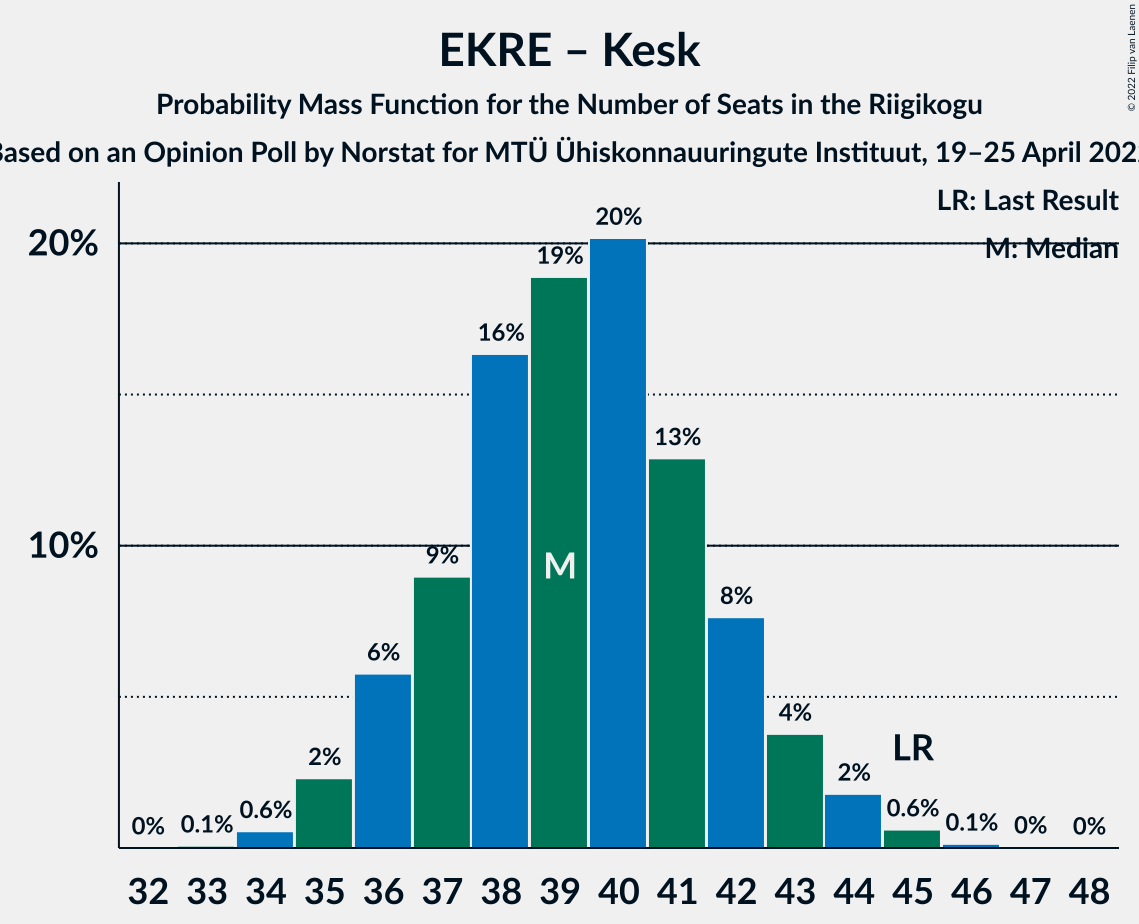 EKRE – Kesk
Probability Mass Function for the Number of Seats in the Riigikogu
Based on an Opinion Poll by Norstat for MTÜ Ühiskonnauuringute Instituut, 19–25 April 2022
© 2022 Filip van Laenen
LR: Last Result
M: Median
20%
10%
0% 0.1% 0.6% 2% 6% 9% 16% 19% 20% 13% 8% 4% 2% 0.6% 0.1% 0% 0%
M
LR
32 33 34 35 36 37 38 39 40 41 42 43 44 45 46 47 48